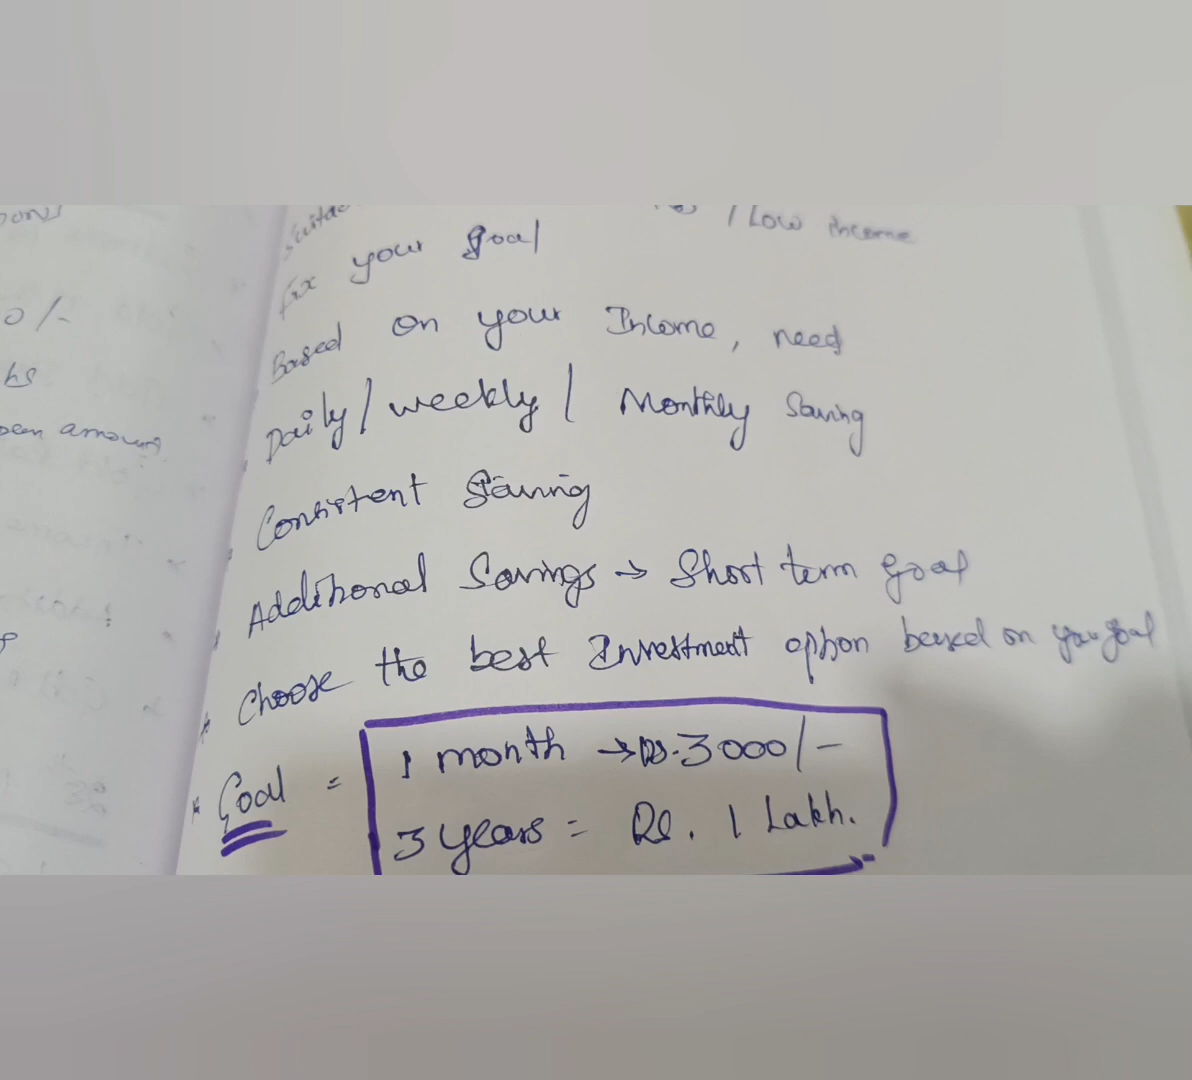 / Low income
fix your goal
Based on your Income, need
Daily / weekly / Monthly Saving
Consistent Saving
Additional Savings → Short term goal
* Choose the best Investment option based on your goal
* Goal = 1 month → Rs. 3000/-
3 years = Rs. 1 Lakh.
0/-
amount